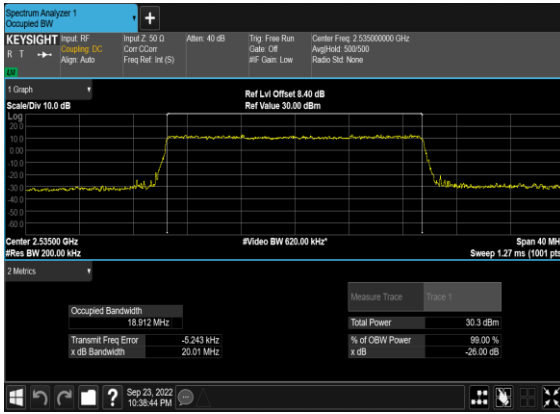 Spectrum Analyzer 1
Occupied BW
KEYSIGHT Input: RF Input Z: 50 Ω Atten: 40 dB Trig: Free Run Center Freq: 2.535000000 GHz
R T Coupling: DC Corr CCorr Gate: Off Avg|Hold: 500/500
Align: Auto Freq Ref: Int (S) #IF Gain: Low Radio Std: None
LXI
1 Graph
Ref Lvl Offset 8.40 dB
Scale/Div 10.0 dB Ref Value 30.00 dBm
Log
20.0
10.0
0.00
-10.0
-20.0
-30.0
-40.0
-50.0
-60.0
Center 2.53500 GHz #Video BW 620.00 kHz* Span 40 MH
#Res BW 200.00 kHz Sweep 1.27 ms (1001 pts
2 Metrics
Measure Trace Trace 1
Occupied Bandwidth
18.912 MHz Total Power 30.3 dBm
Transmit Freq Error -5.243 kHz % of OBW Power 99.00 %
x dB Bandwidth 20.01 MHz x dB -26.00 dB
Sep 23, 2022
10:38:44 PM